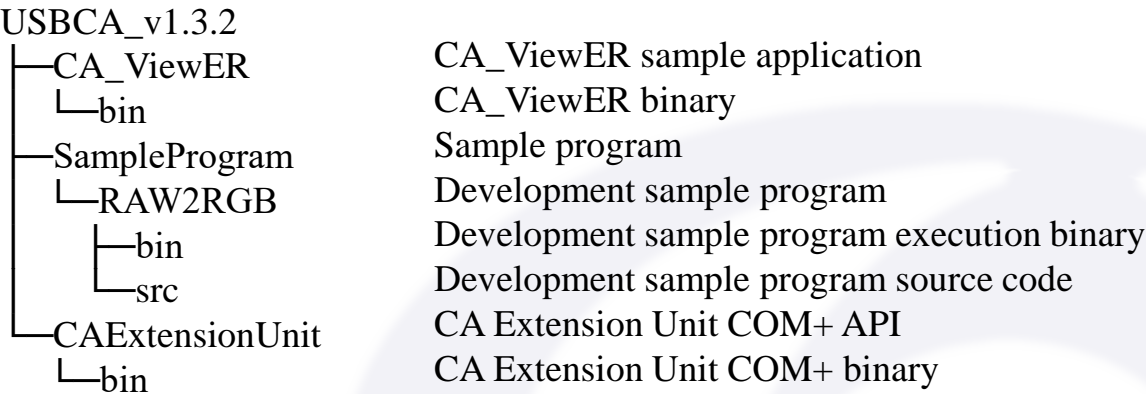 USBCA_v1.3.2
CA_ViewER CA_ViewER sample application
bin CA_ViewER binary
SampleProgram Sample program
RAW2RGB Development sample program
bin Development sample program execution binary
src Development sample program source code
CAExtensionUnit CA Extension Unit COM+ API
bin CA Extension Unit COM+ binary